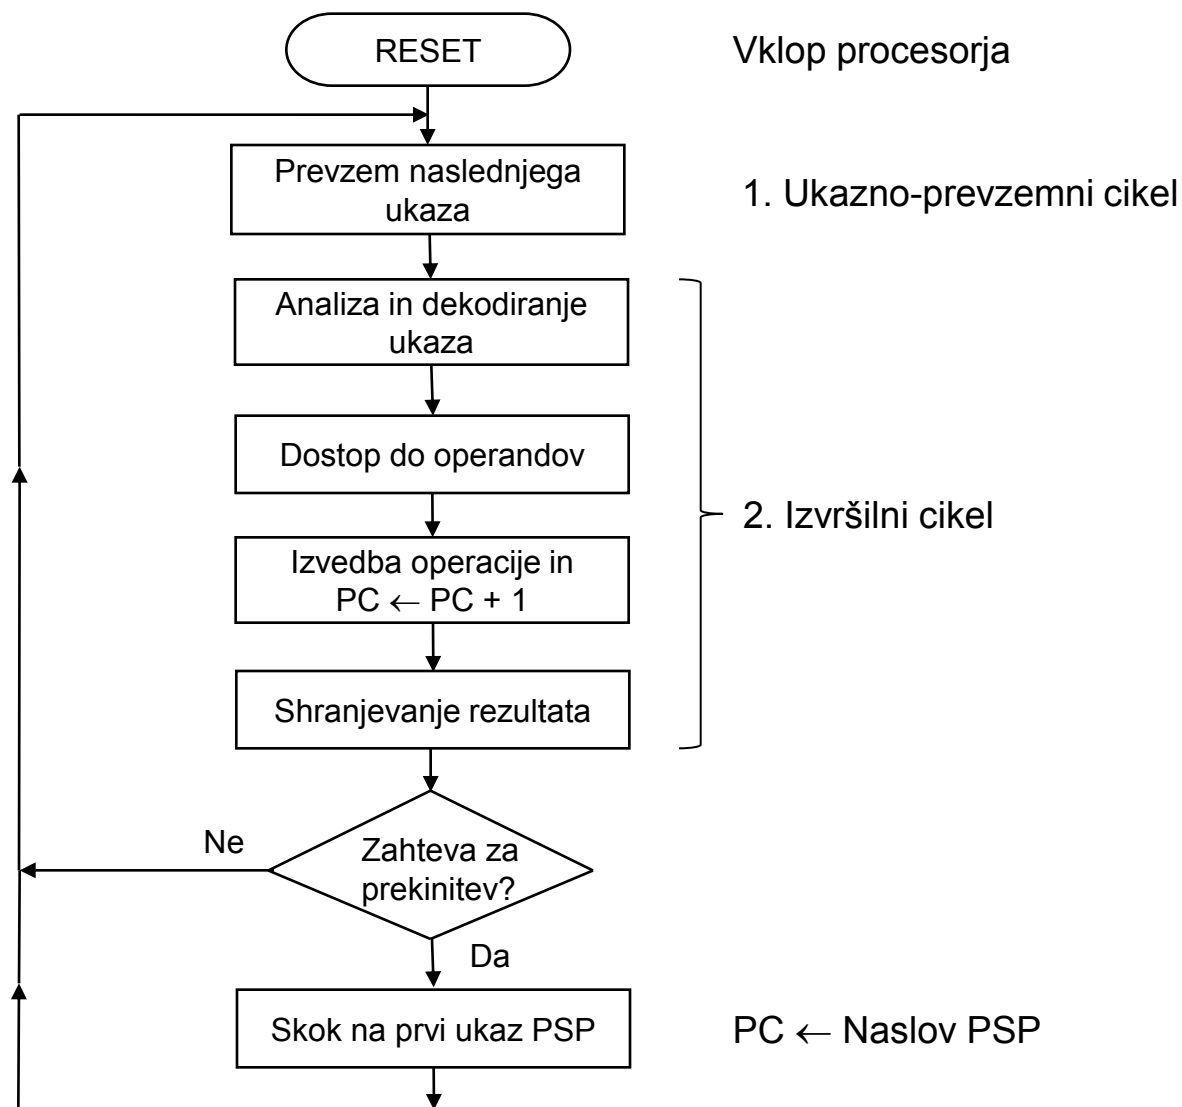 RESET
Vklop procesorja
Prevzem naslednjega
ukaza
1. Ukazno-prevzemni cikel
Analiza in dekodiranje
ukaza
Dostop do operandov
2. Izvršilni cikel
Izvedba operacije in
PC ← PC + 1
Shranjevanje rezultata
Ne
Zahteva za
prekinitev?
Da
Skok na prvi ukaz PSP
PC ← Naslov PSP